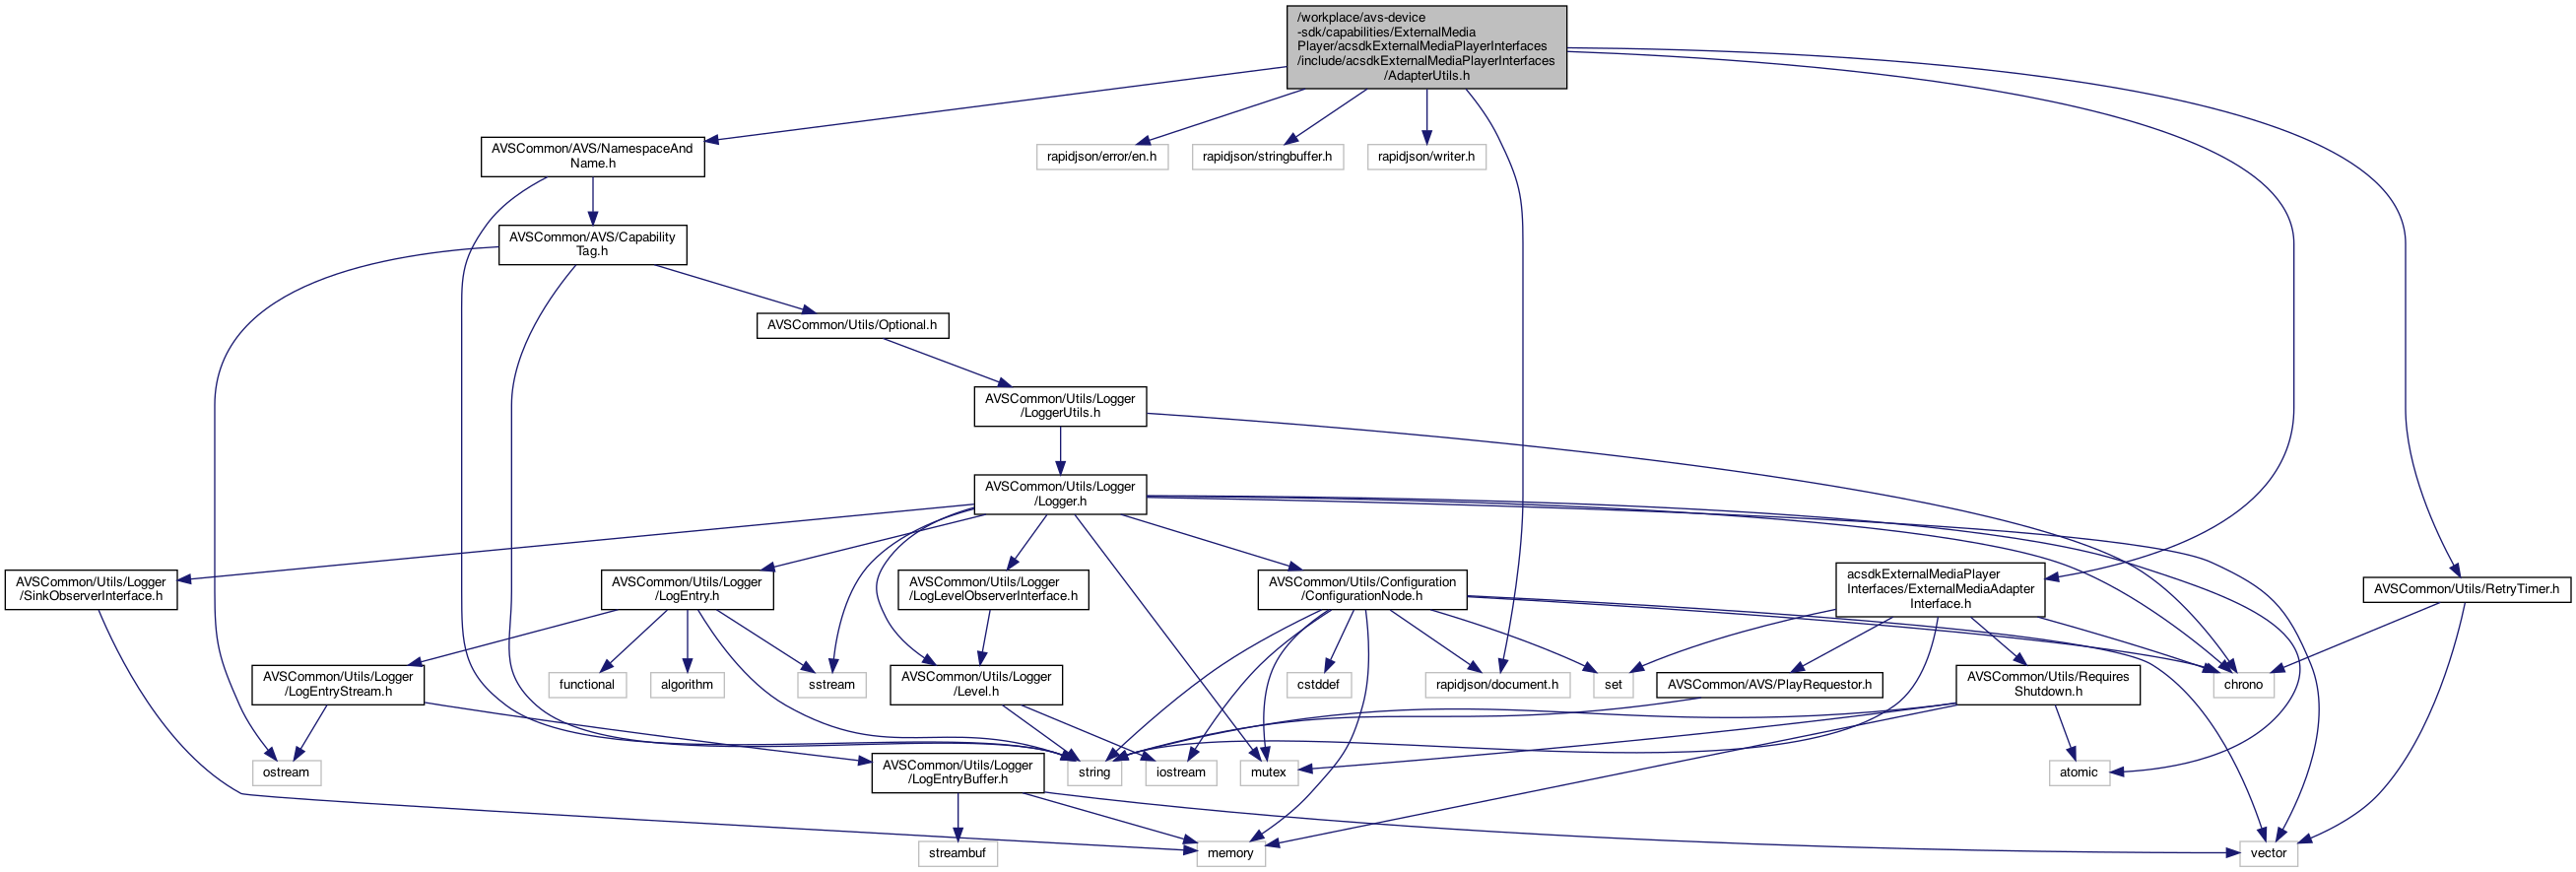 /workplace/avs-device
-sdk/capabilities/ExternalMedia
Player/acsdkExternalMediaPlayerInterfaces
/include/acsdkExternalMediaPlayerInterfaces
/AdapterUtils.h
AVSCommon/AVS/NamespaceAnd
Name.h
rapidjson/error/en.h
rapidjson/stringbuffer.h
rapidjson/writer.h
AVSCommon/AVS/Capability
Tag.h
AVSCommon/Utils/Optional.h
AVSCommon/Utils/Logger
/LoggerUtils.h
AVSCommon/Utils/Logger
/Logger.h
AVSCommon/Utils/Logger
/SinkObserverInterface.h
AVSCommon/Utils/Logger
/LogEntry.h
AVSCommon/Utils/Logger
/LogLevelObserverInterface.h
AVSCommon/Utils/Configuration
/ConfigurationNode.h
acsdkExternalMediaPlayer
Interfaces/ExternalMediaAdapter
Interface.h
AVSCommon/Utils/RetryTimer.h
AVSCommon/Utils/Logger
/LogEntryStream.h
functional
algorithm
sstream
AVSCommon/Utils/Logger
/Level.h
cstddef
rapidjson/document.h
set
AVSCommon/AVS/PlayRequestor.h
AVSCommon/Utils/Requires
Shutdown.h
chrono
ostream
AVSCommon/Utils/Logger
/LogEntryBuffer.h
string
iostream
mutex
atomic
streambuf
memory
vector